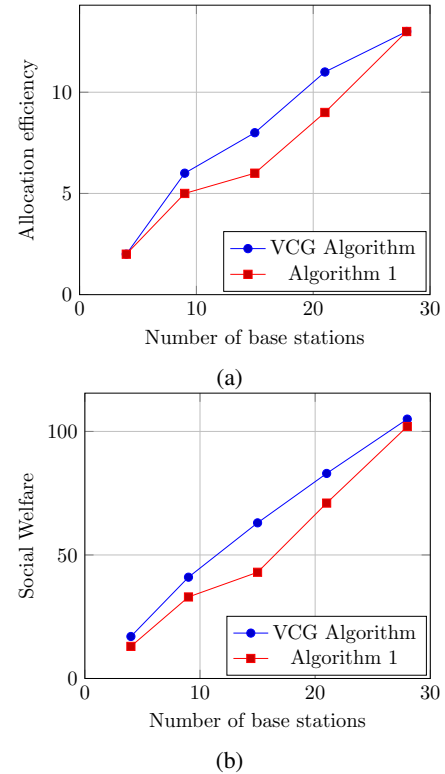 10
5
0
0
10
20
30
Allocation efficiency
VCG Algorithm
Algorithm 1
Number of base stations
(a)
100
50
0
0
10
20
30
Social Welfare
VCG Algorithm
Algorithm 1
Number of base stations
(b)